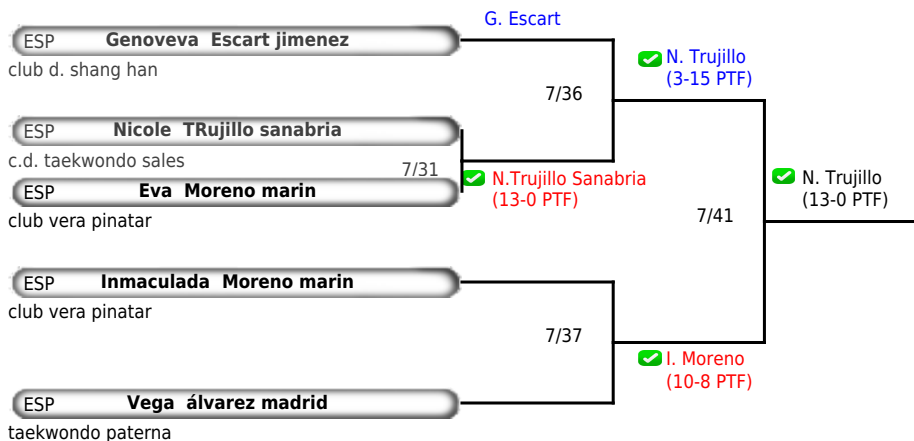 G. Escart
ESP Genoveva Escart jimenez
club d. shang han
N. Trujillo
(3-15 PTF)
7/36
ESP Nicole TRujillo sanabria
c.d. taekwondo sales
7/31
N.Trujillo Sanabria
(13-0 PTF)
N. Trujillo
(13-0 PTF)
ESP Eva Moreno marin
club vera pinatar
7/41
ESP Inmaculada Moreno marin
club vera pinatar
7/37
I. Moreno
(10-8 PTF)
ESP Vega álvarez madrid
taekwondo paterna